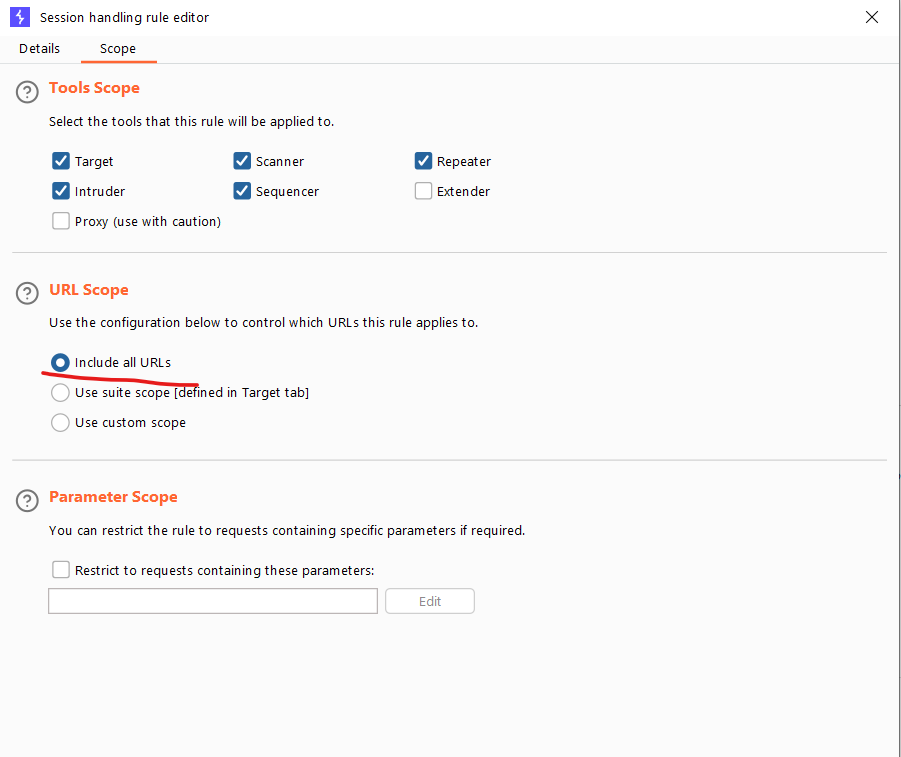 Session handling rule editor
Details Scope
Tools Scope
Select the tools that this rule will be applied to.
Target Scanner Repeater
Intruder Sequencer Extender
Proxy (use with caution)
URL Scope
Use the configuration below to control which URLs this rule applies to.
Include all URLs
Use suite scope [defined in Target tab]
Use custom scope
Parameter Scope
You can restrict the rule to requests containing specific parameters if required.
Restrict to requests containing these parameters:
Edit